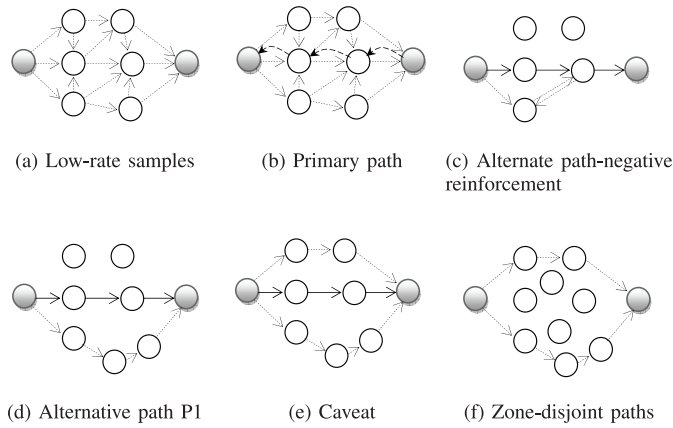 (a) Low-rate samples
(b) Primary path
(c) Alternate path-negative
reinforcement
(d) Alternative path P1
(e) Caveat
(f) Zone-disjoint paths